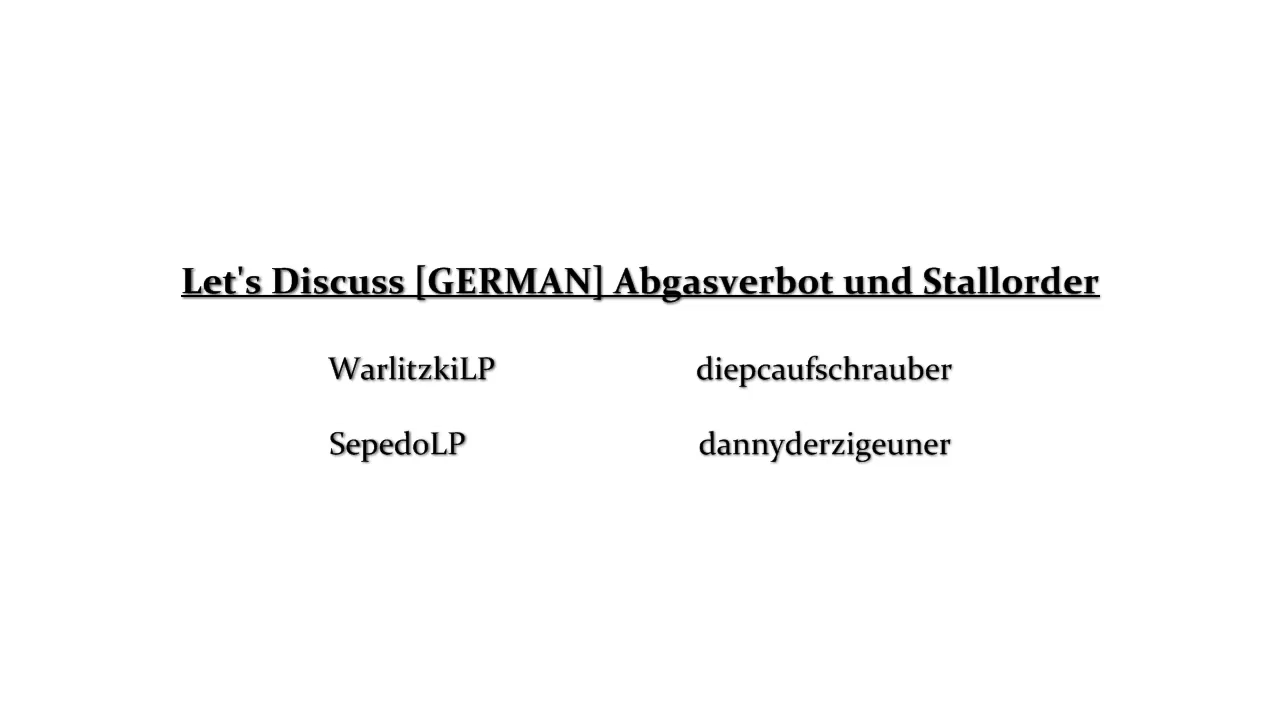 Let's Discuss [GERMAN] Abgasverbot und Stallorder
WarlitzkiLP diepcaufschrauber
SepedoLP dannyderzigeuner